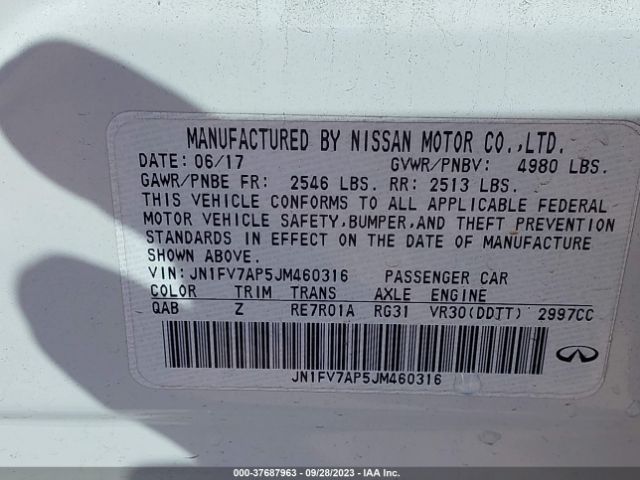 MANUFACTURED BY NISSAN MOTOR CO.,LTD.
DATE: 06/17 GVWR/PNBV: 4980 LBS.
GAWR/PNBE FR: 2546 LBS. RR: 2513 LBS.
THIS VEHICLE CONFORMS TO ALL APPLICABLE FEDERAL
MOTOR VEHICLE SAFETY,BUMPER,AND THEFT PREVENTION
STANDARDS IN EFFECT ON THE DATE OF MANUFACTURE
SHOWN ABOVE.
VIN: JN1FV7AP5JM460316 PASSENGER CAR
COLOR TRIM TRANS AXLE ENGINE
QAB Z RE7R01A RG31 VR30(DDTT) 2997CC
JN1FV7AP5JM460316
INFINITI
000-37687963 - 09/28/2023 - IAA Inc.